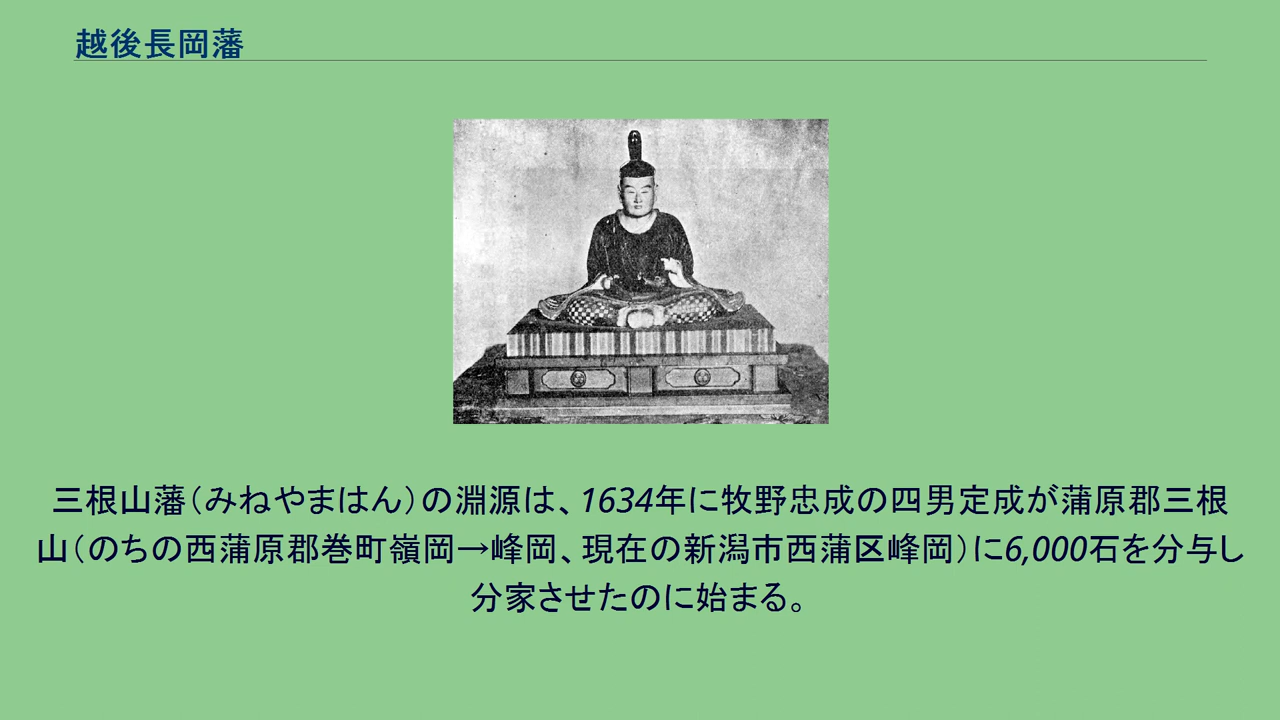 越後長岡藩
三根山藩（みねやまはん）の淵源は、1634年に牧野忠成の四男定成が蒲原郡三根
山（のちの西蒲原郡巻町嶺岡→峰岡、現在の新潟市西蒲区峰岡）に6,000石を分与し
分家させたのに始まる。